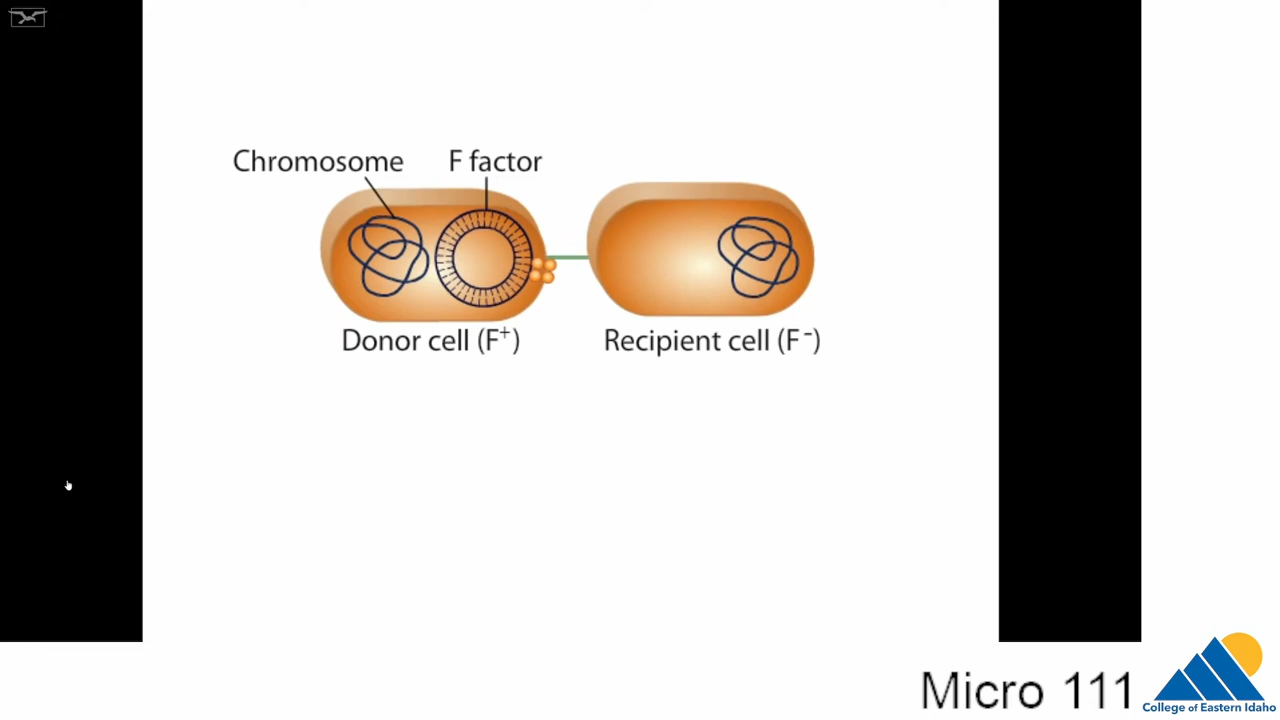 Chromosome F factor
Donor cell (F⁺) Recipient cell (F⁻)
Micro 111
College of Eastern Idaho